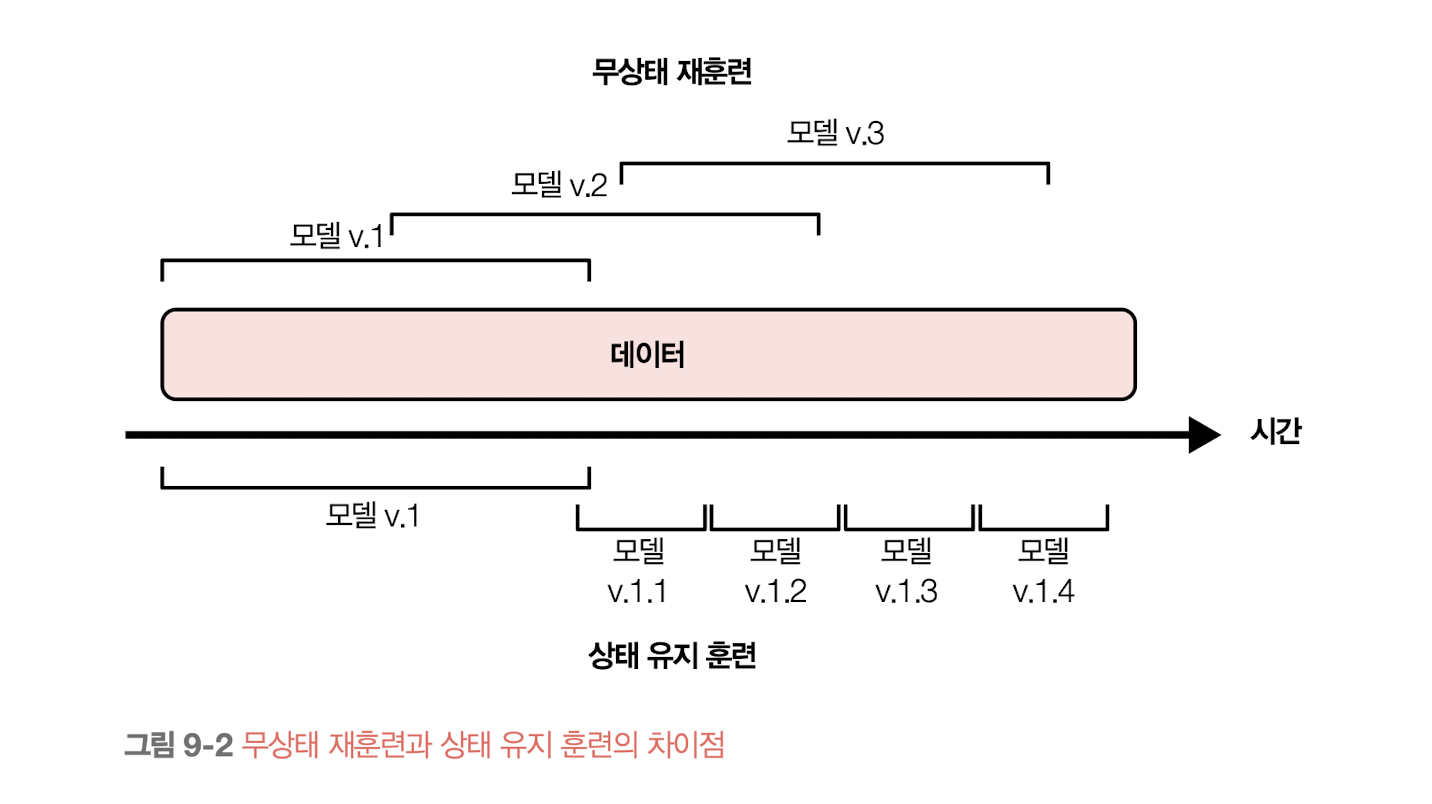 무상태 재훈련
모델 v.3
모델 v.2
모델 v.1
데이터
시간
모델 v.1
모델
v.1.1
모델
v.1.2
모델
v.1.3
모델
v.1.4
상태 유지 훈련
그림 9-2 무상태 재훈련과 상태 유지 훈련의 차이점